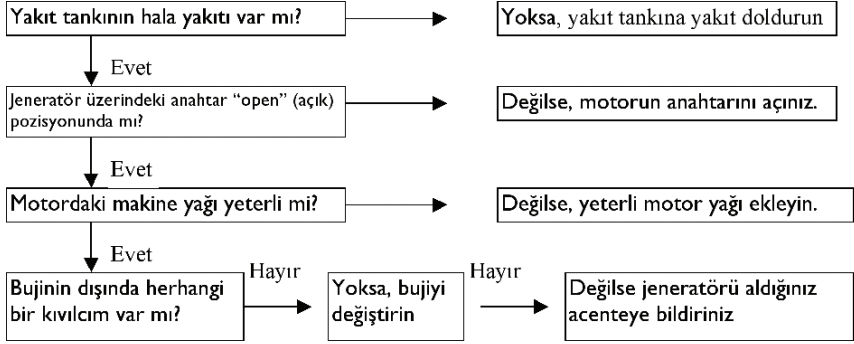 Yakıt tankının hala yakıtı var mı?
Yoksa, yakıt tankına yakıt doldurun
Evet
Jeneratör üzerindeki anahtar “open” (açık)
pozisyonunda mı?
Değilse, motorun anahtarını açınız.
Evet
Motordaki makine yağı yeterli mi?
Değilse, yeterli motor yağı ekleyin.
Evet
Bujinin dışında herhangi
bir kıvılcım var mı?
Hayır
Yoksa, bujiyi
değiştirin
Hayır
Değilse jeneratörü aldığınız
acenteye bildiriniz